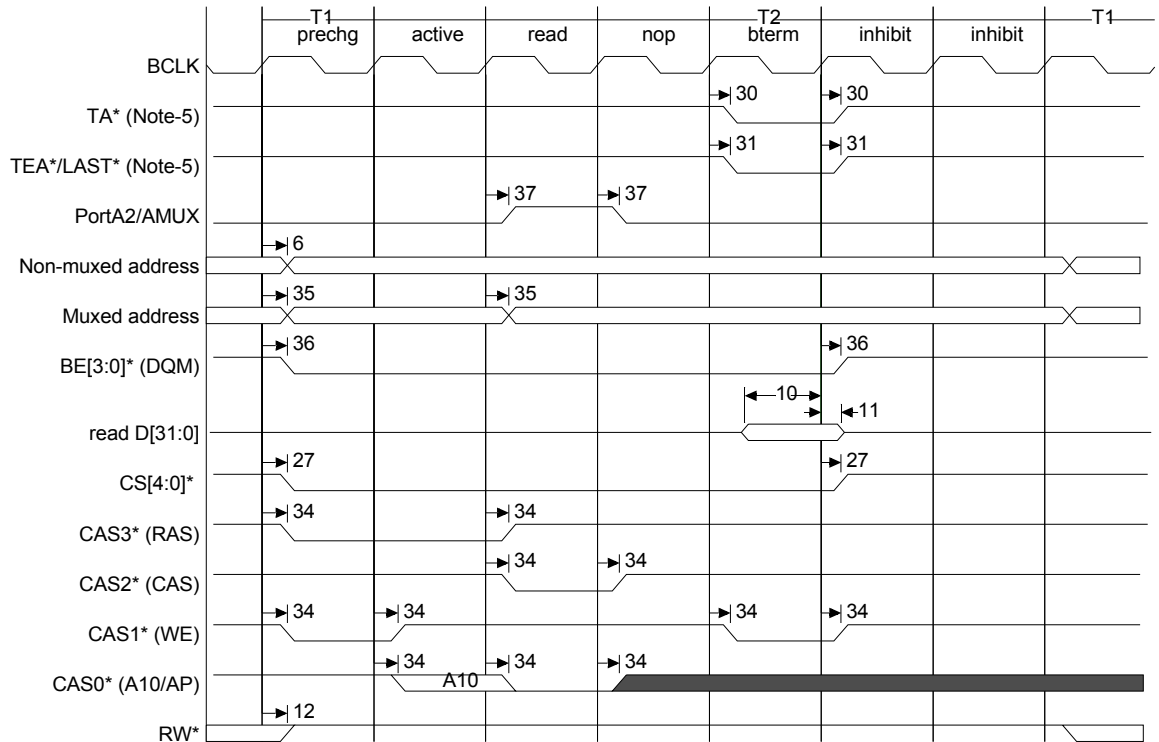 T1 T2 T1
prechg active read nop bterm inhibit inhibit
BCLK
30 30
TA* (Note-5)
31 31
TEA*/LAST* (Note-5)
37 37
PortA2/AMUX
6
Non-muxed address
35 35
Muxed address
36 36
BE[3:0]* (DQM)
10
11
read D[31:0]
27 27
CS[4:0]*
34 34
CAS3* (RAS)
34 34
CAS2* (CAS)
34 34 34 34
CAS1* (WE)
34 34 34
CAS0* (A10/AP) A10
12
RW*